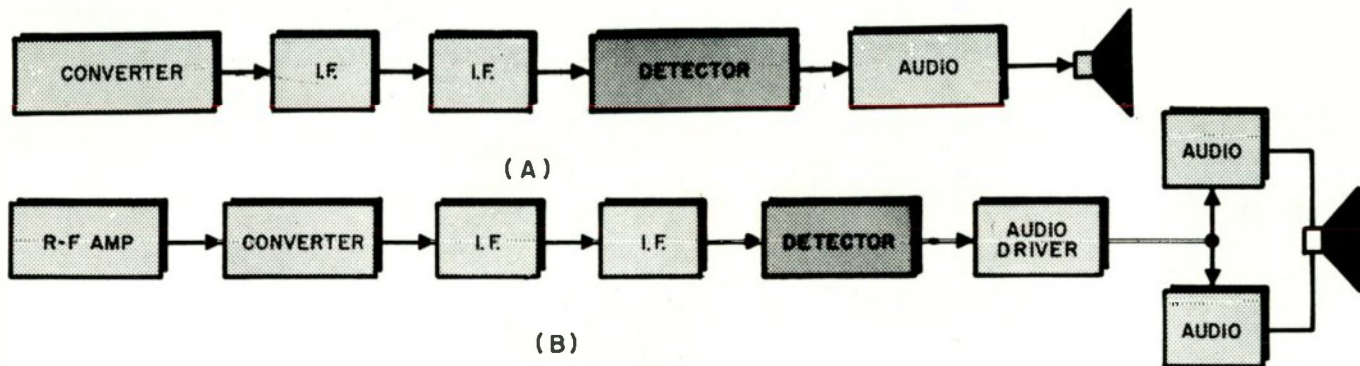 CONVERTER
I.F.
I.F.
DETECTOR
AUDIO
(A)
R-F AMP
CONVERTER
I.F.
I.F.
DETECTOR
AUDIO
DRIVER
AUDIO
AUDIO
(B)